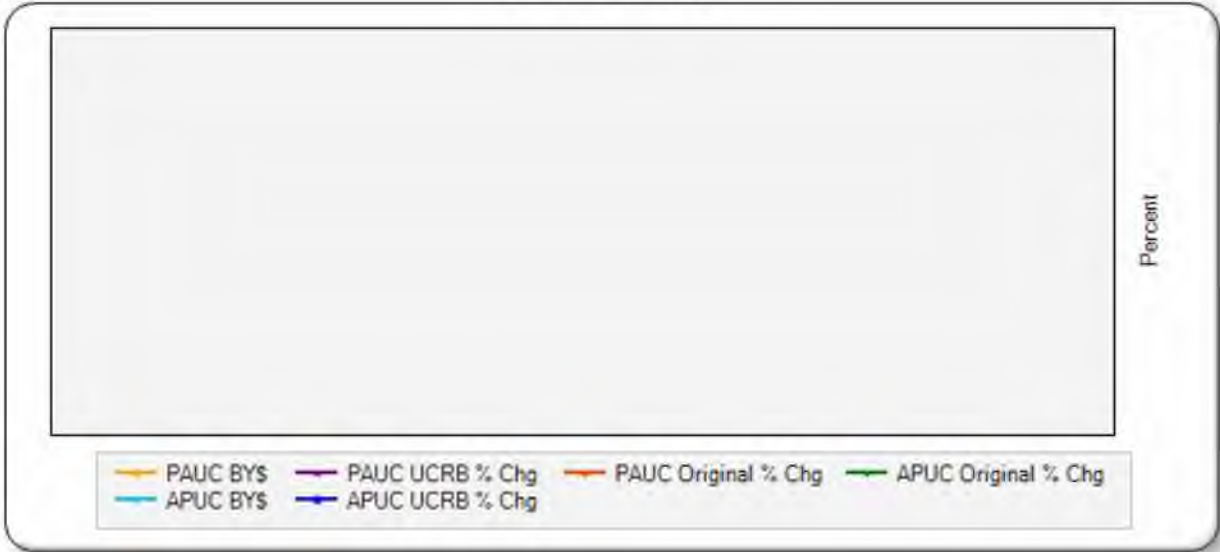 Percent
PAUC BY$ PAUC UCRB % Chg PAUC Original % Chg APUC Original % Chg
APUC BY$ APUC UCRB % Chg